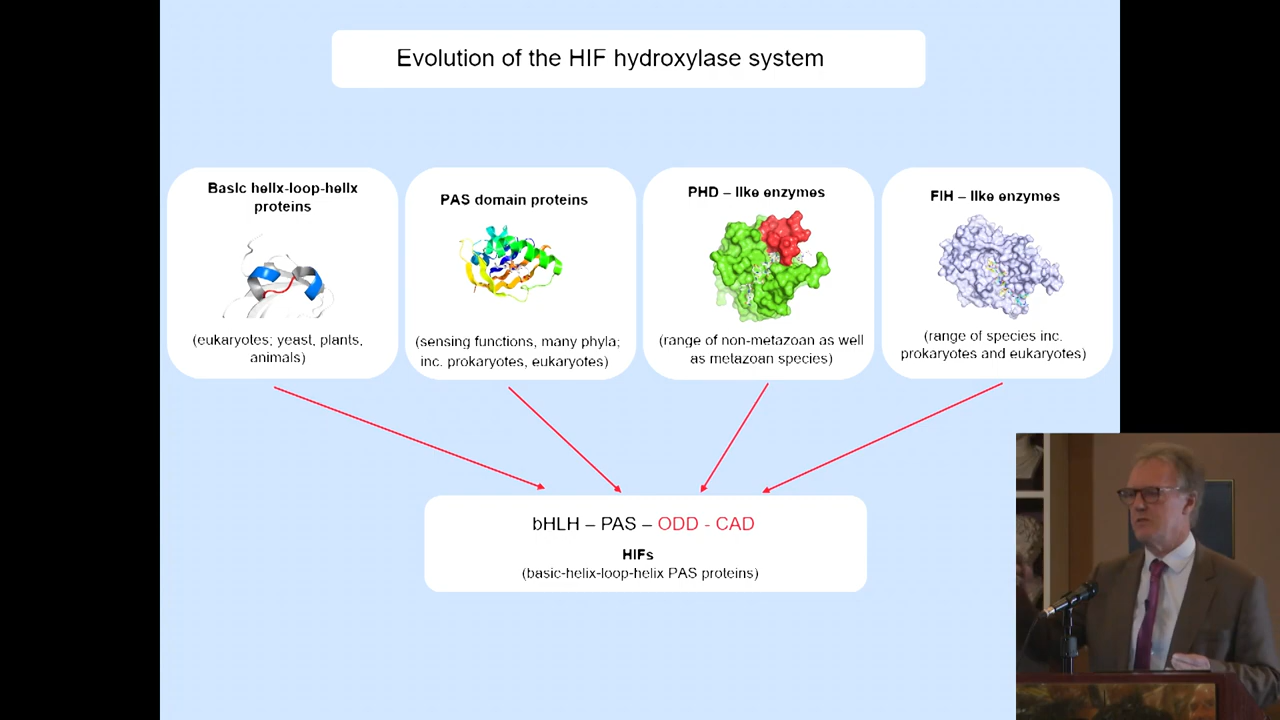 Evolution of the HIF hydroxylase system
Basic helix-loop-helix
proteins
(eukaryotes; yeast, plants,
animals)
PAS domain proteins
(sensing functions, many phyla;
inc. prokaryotes, eukaryotes)
PHD – like enzymes
(range of non-metazoan as well
as metazoan species)
FIH – like enzymes
(range of species inc.
prokaryotes and eukaryotes)
bHLH – PAS – ODD - CAD
HIFs
(basic-helix-loop-helix PAS proteins)